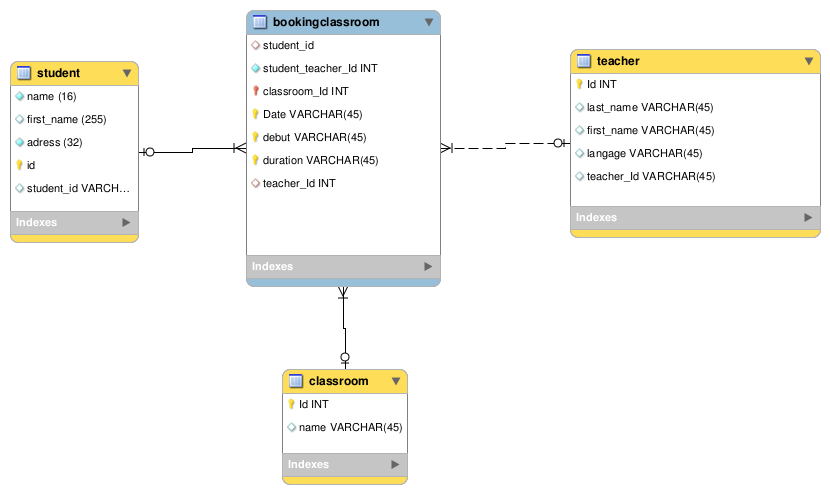 student
name (16)
first_name (255)
adress (32)
id
student_id VARCH...
Indexes
bookingclassroom
student_id
student_teacher_Id INT
classroom_Id INT
Date VARCHAR(45)
debut VARCHAR(45)
duration VARCHAR(45)
teacher_Id INT
Indexes
teacher
Id INT
last_name VARCHAR(45)
first_name VARCHAR(45)
langage VARCHAR(45)
teacher_Id VARCHAR(45)
Indexes
classroom
Id INT
name VARCHAR(45)
Indexes